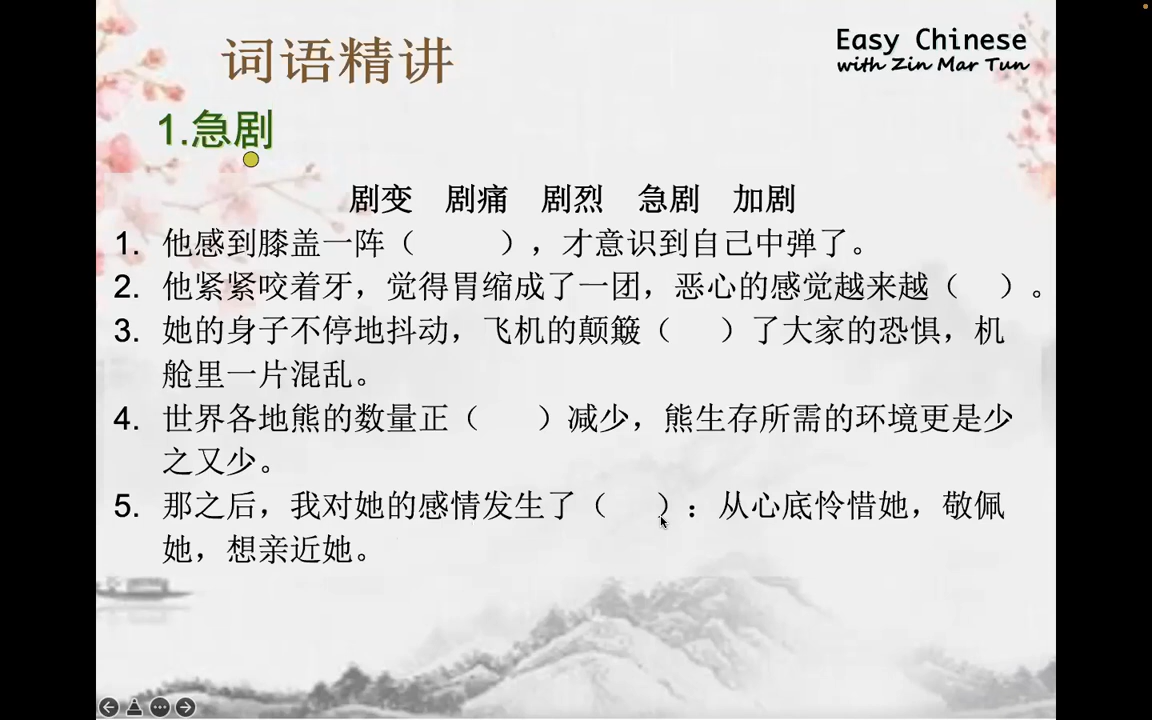 词语精讲
Easy Chinese
with Zin Mar Tun
1.急剧
剧变 剧痛 剧烈 急剧 加剧
1. 他感到膝盖一阵（ ），才意识到自己中弹了。
2. 他紧紧咬着牙，觉得胃缩成了一团，恶心的感觉越来越（ ）。
3. 她的身子不停地抖动，飞机的颠簸（ ）了大家的恐惧，机
舱里一片混乱。
4. 世界各地熊的数量正（ ）减少，熊生存所需的环境更是少
之又少。
5. 那之后，我对她的感情发生了（ ）：从心底怜惜她，敬佩
她，想亲近她。